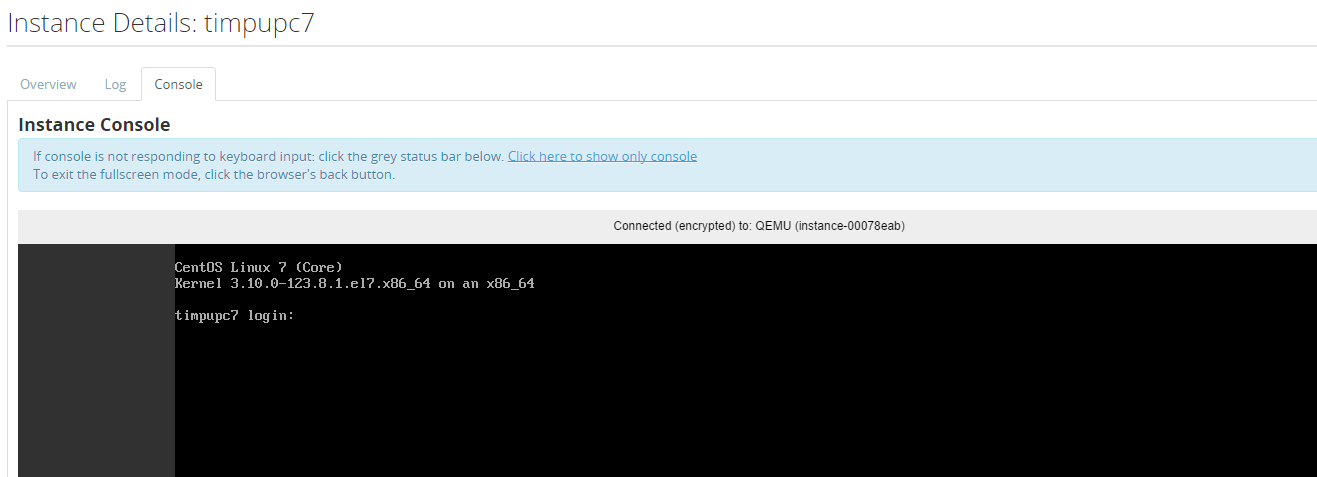 Instance Details: timpupc7
Overview Log Console
Instance Console
If console is not responding to keyboard input: click the grey status bar below. Click here to show only console
To exit the fullscreen mode, click the browser's back button.
Connected (encrypted) to: QEMU (instance-00078eab)
CentOS Linux 7 (Core)
Kernel 3.10.0-123.8.1.el7.x86_64 on an x86_64
timpupc7 login: